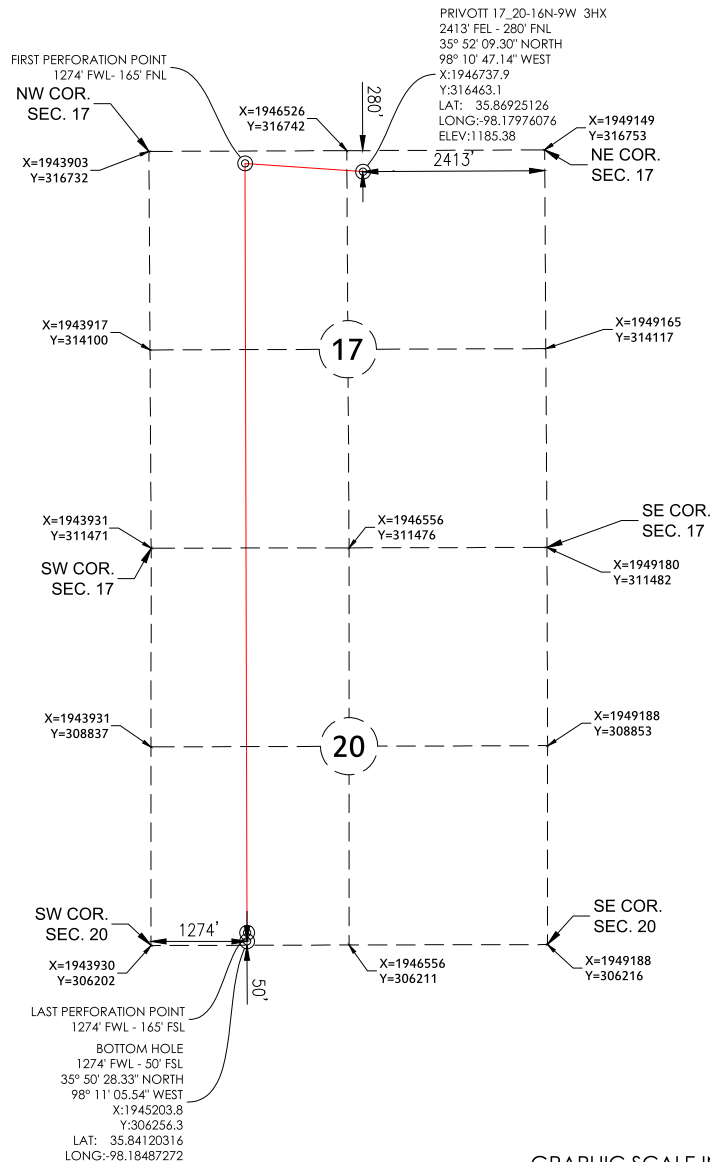 PRIVOTT 17_20-16N-9W 3HX
2413' FEL - 280' FNL
35° 52' 09.30" NORTH
98° 10' 47.14" WEST
X:1946737.9
Y:316463.1
LAT: 35.86925126
LONG:-98.17976076
ELEV:1185.38
FIRST PERFORATION POINT
1274' FWL- 165' FNL
NW COR.
SEC. 17
X=1943903
Y=316732
X=1946526
Y=316742
280'
2413'
X=1949149
Y=316753
NE COR.
SEC. 17
X=1943917
Y=314100
17
X=1949165
Y=314117
X=1943931
Y=311471
SW COR.
SEC. 17
X=1946556
Y=311476
SE COR.
SEC. 17
X=1949180
Y=311482
X=1943931
Y=308837
20
X=1949188
Y=308853
SW COR.
SEC. 20
X=1943930
Y=306202
1274'
50'
X=1946556
Y=306211
SE COR.
SEC. 20
X=1949188
Y=306216
LAST PERFORATION POINT
1274' FWL - 165' FSL
BOTTOM HOLE
1274' FWL - 50' FSL
35° 50' 28.33" NORTH
98° 11' 05.54" WEST
X:1945203.8
Y:306256.3
LAT: 35.84120316
LONG:-98.18487272
GRAPHIC SCALE